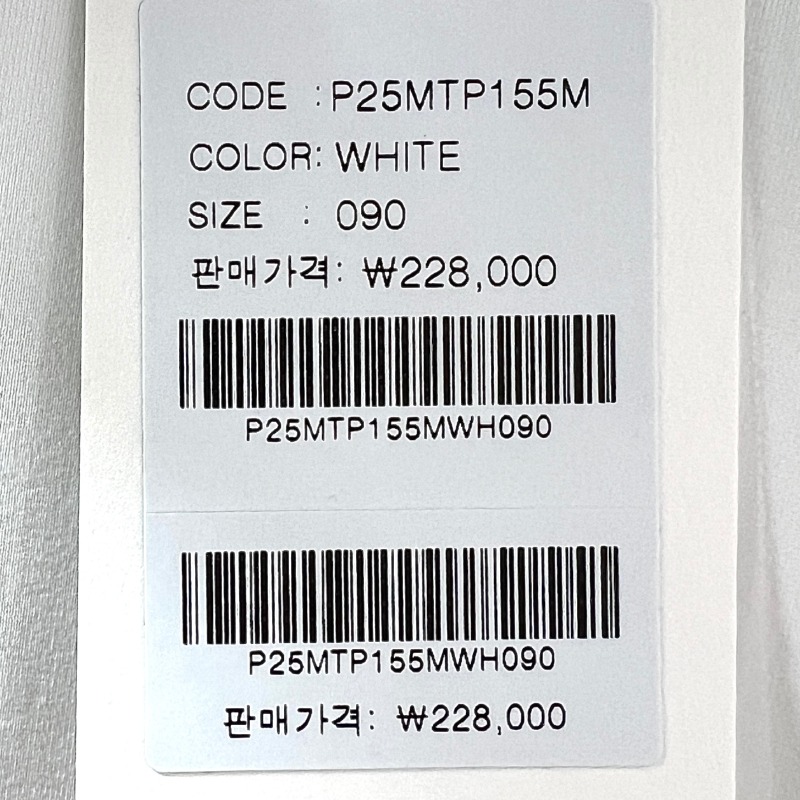 CODE : P25MTP155M
COLOR: WHITE
SIZE : 090
판매가격: ₩228,000
P25MTP155MWH090
P25MTP155MWH090
판매가격: ₩228,000